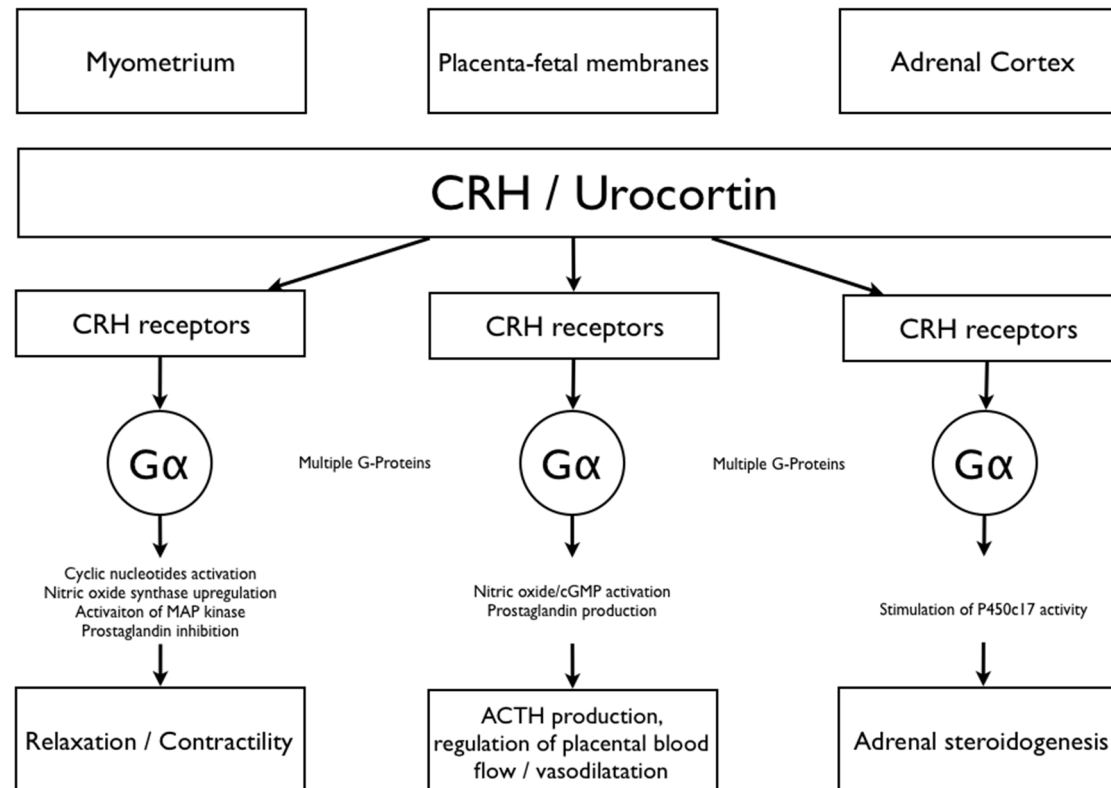 Myometrium
Placenta-fetal membranes
Adrenal Cortex
CRH / Urocortin
CRH receptors
CRH receptors
CRH receptors
Gα
Multiple G-Proteins
Gα
Multiple G-Proteins
Gα
Cyclic nucleotides activation
Nitric oxide synthase upregulation
Activaiton of MAP kinase
Prostaglandin inhibition
Nitric oxide/cGMP activation
Prostaglandin production
Stimulation of P450c17 activity
Relaxation / Contractility
ACTH production,
regulation of placental blood
flow / vasodilatation
Adrenal steroidogenesis